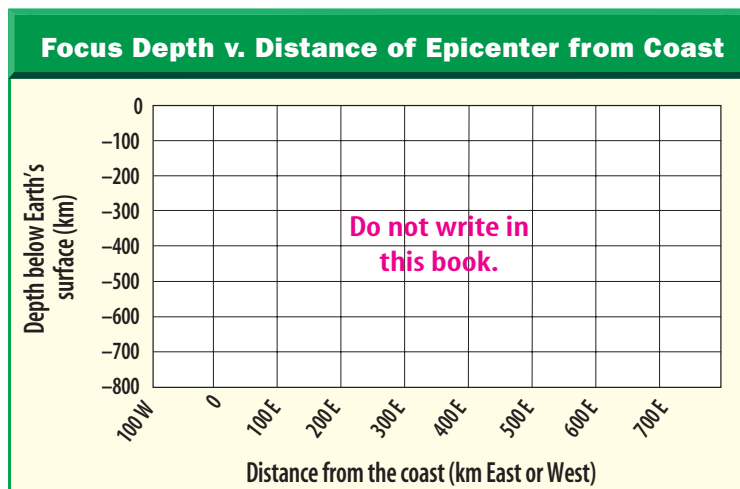 Focus Depth v. Distance of Epicenter from Coast
Depth below Earth's
surface (km)
0
–100
–200
–300
–400
–500
–600
–700
–800
Do not write in
this book.
100 W
0
100 E
200 E
300 E
400 E
500 E
600 E
700 E
Distance from the coast (km East or West)